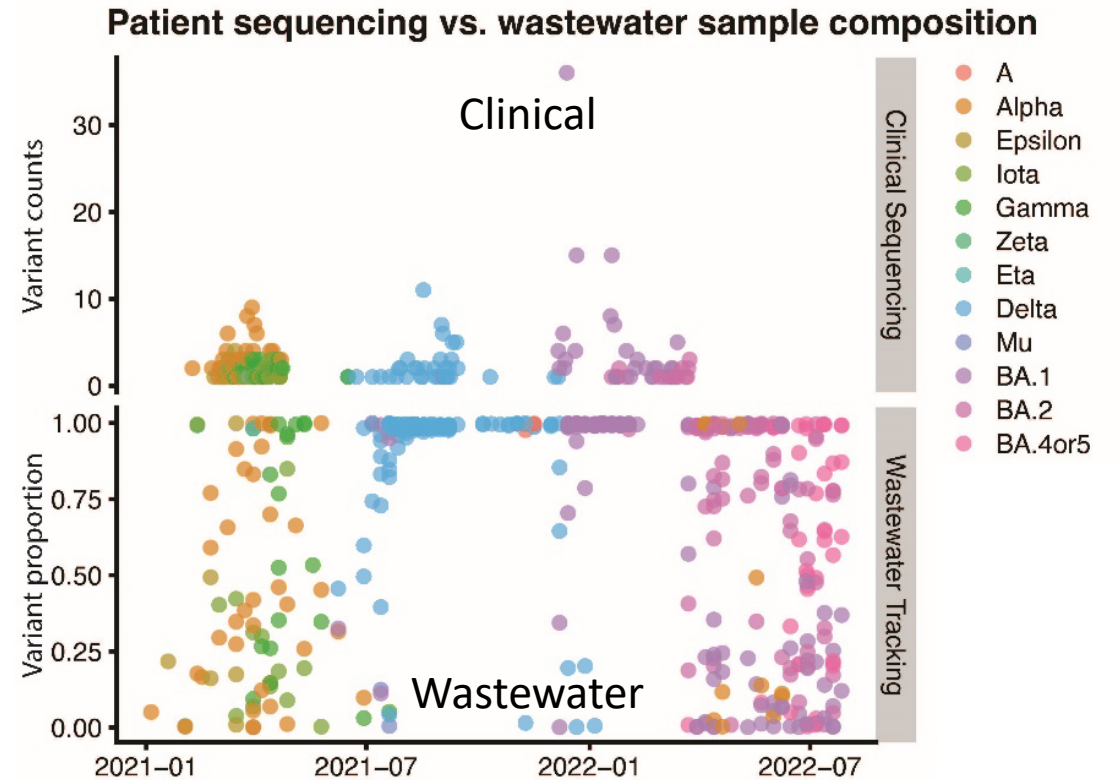 Patient sequencing vs. wastewater sample composition
Variant counts
30
20
10
0
Clinical
Clinical Sequencing
Variant proportion
1.00
0.75
0.50
0.25
0.00
Wastewater
Wastewater Tracking
2021-01
2021-07
2022-01
2022-07
A
Alpha
Epsilon
Iota
Gamma
Zeta
Eta
Delta
Mu
BA.1
BA.2
BA.4or5